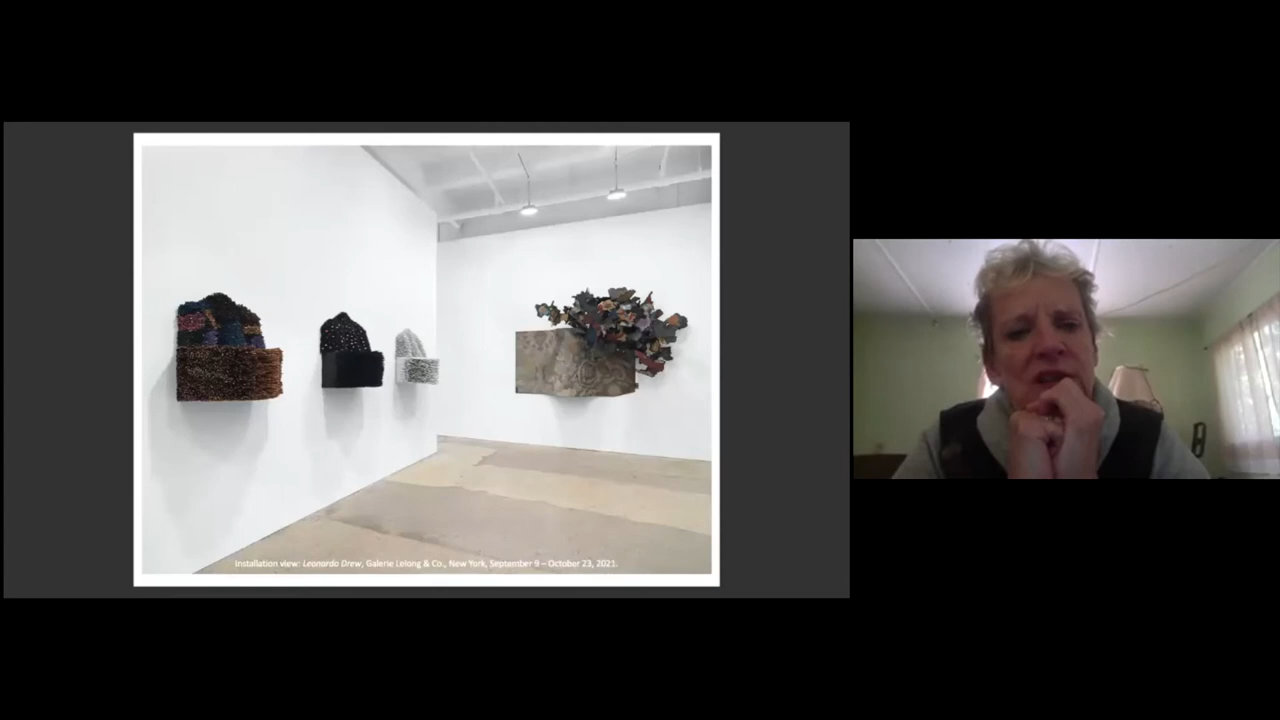 Installation view: Leonardo Drew, Galerie Lelong & Co., New York, September 9 – October 23, 2021.